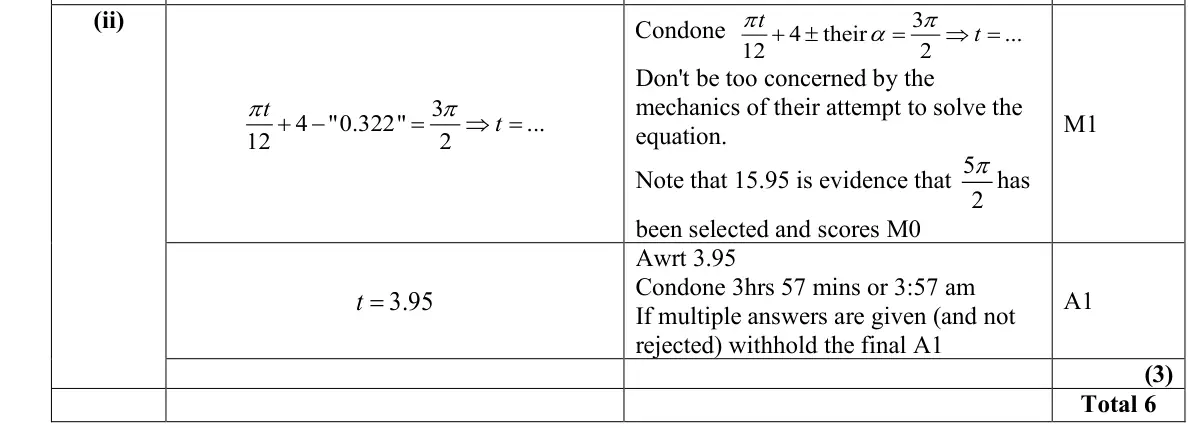 (ii)
πt/12 + 4 − "0.322" = 3π/2 ⇒ t = ...
Condone πt/12 + 4 ± their α = 3π/2 ⇒ t = ...
Don't be too concerned by the
mechanics of their attempt to solve the
equation.
Note that 15.95 is evidence that 5π/2 has
been selected and scores M0
M1
t = 3.95
Awrt 3.95
Condone 3hrs 57 mins or 3:57 am
If multiple answers are given (and not
rejected) withhold the final A1
A1
(3)
Total 6